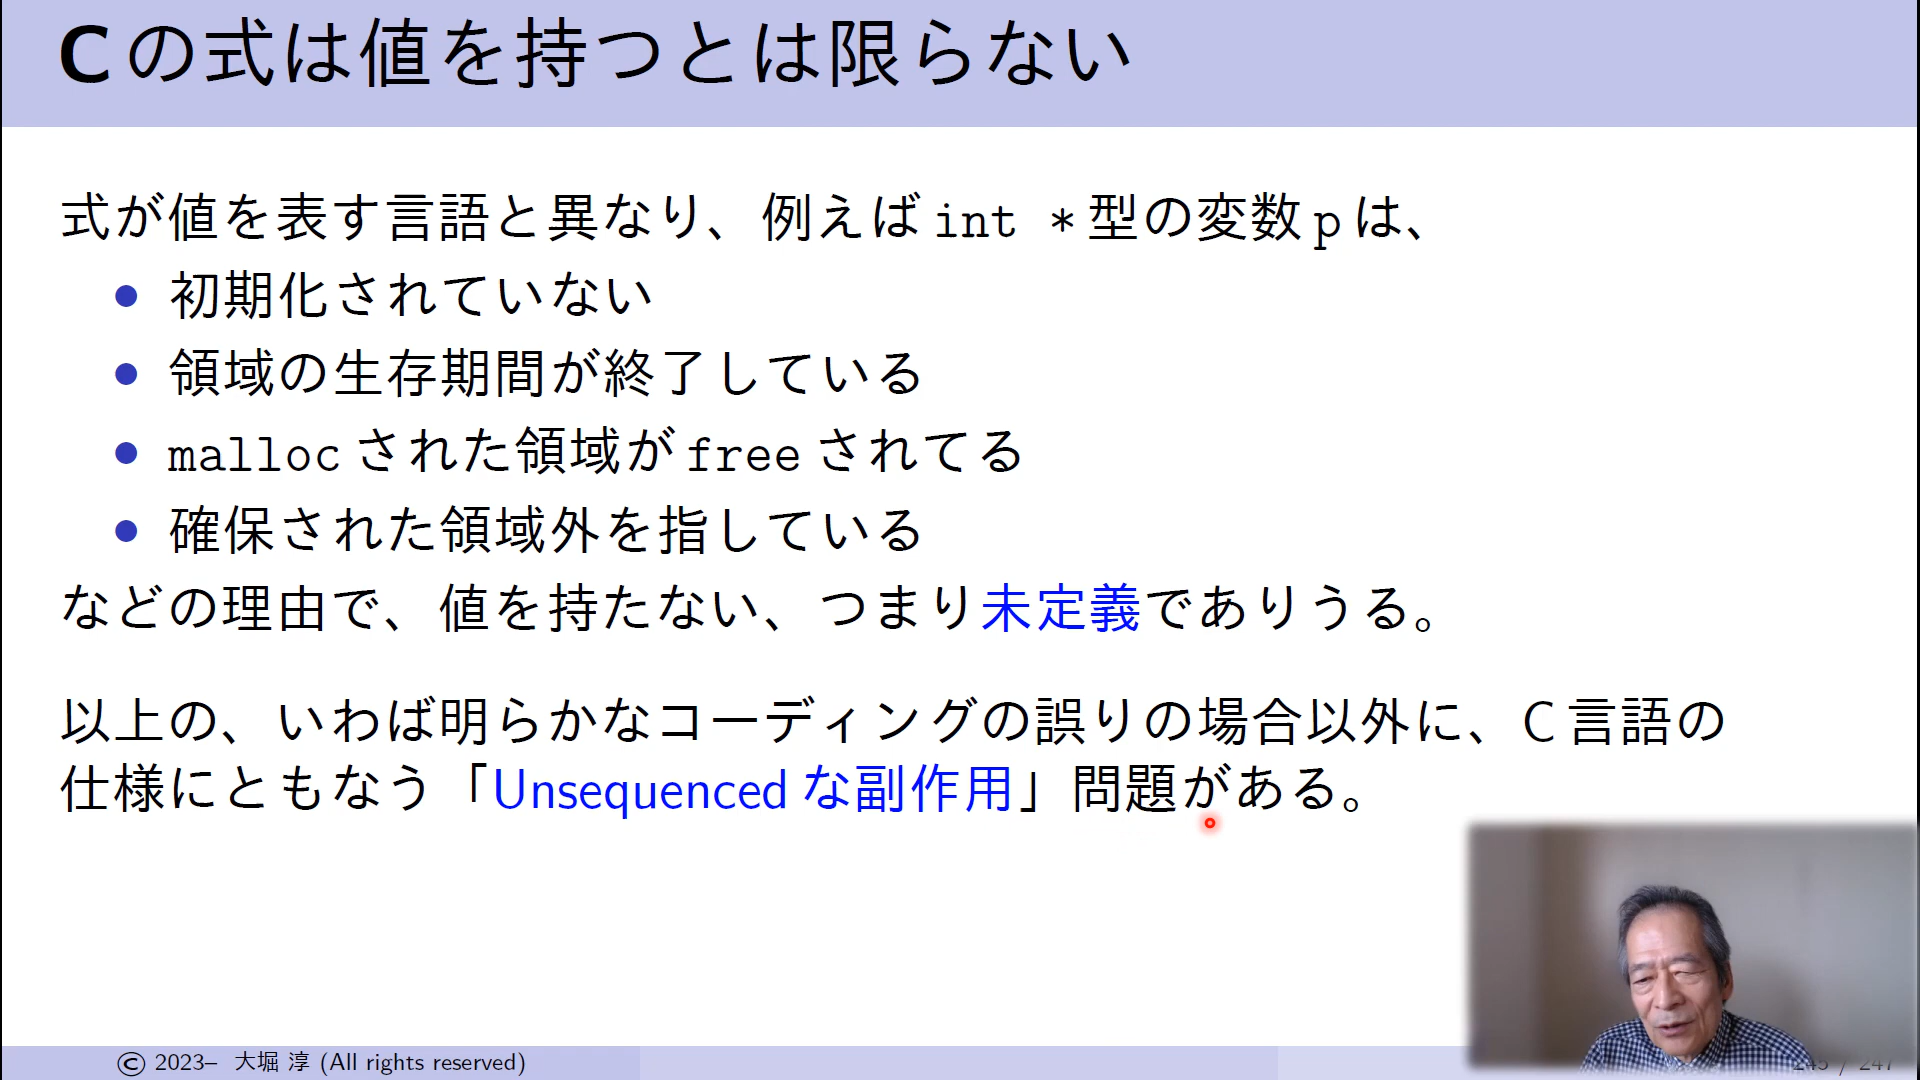 Cの式は値を持つとは限らない
式が値を表す言語と異なり、例えば int *型の変数 p は、
● 初期化されていない
● 領域の生存期間が終了している
● malloc された領域が free されてる
● 確保された領域外を指している
などの理由で、値を持たない、つまり未定義でありうる。
以上の、いわば明らかなコーディングの誤りの場合以外に、C 言語の
仕様にともなう「Unsequenced な副作用」問題がある。
© 2023– 大堀 淳 (All rights reserved)
245 / 247